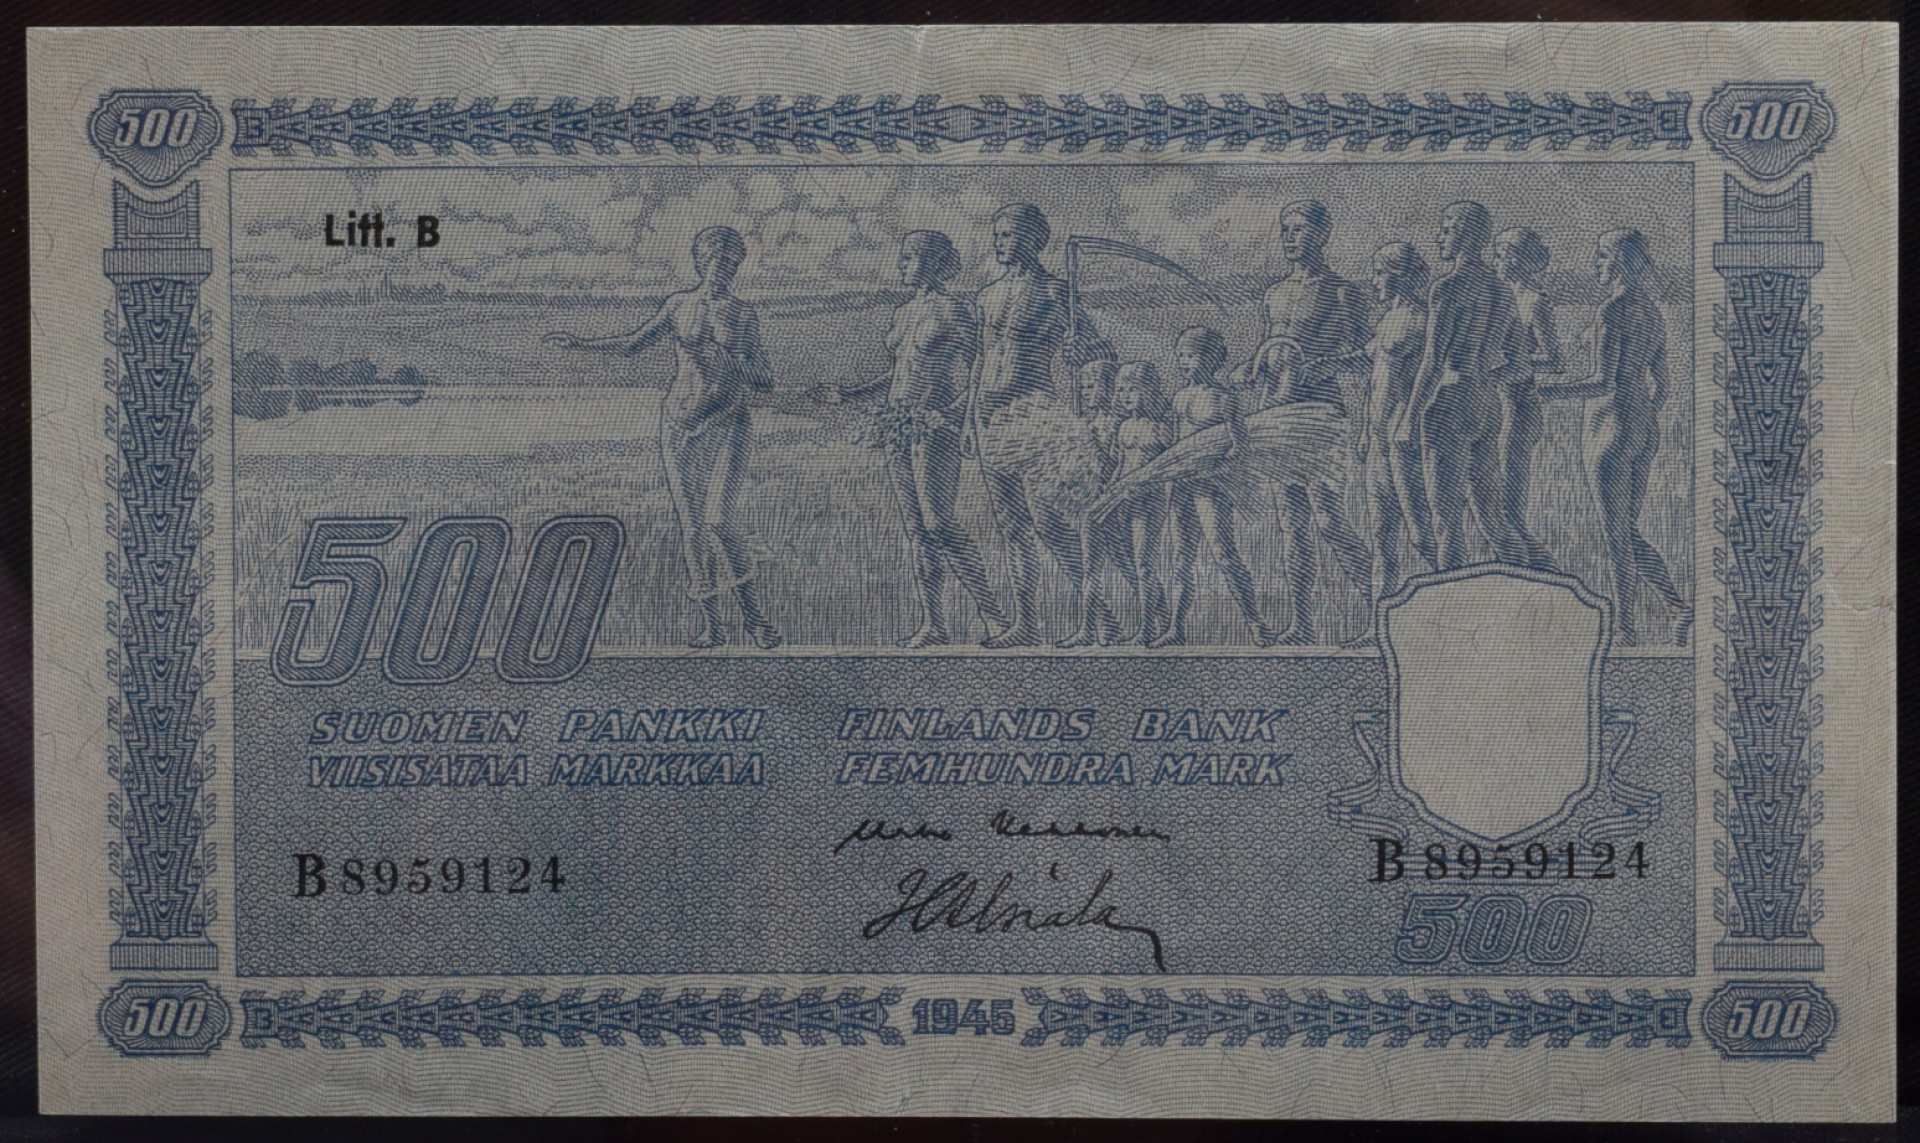 500 500
Litt. B
500
SUOMEN PANKKI FINLANDS BANK
VIISISATAA MARKKAA FEMHUNDRA MARK
B 8959124 B 8959124
500
500 1945 500